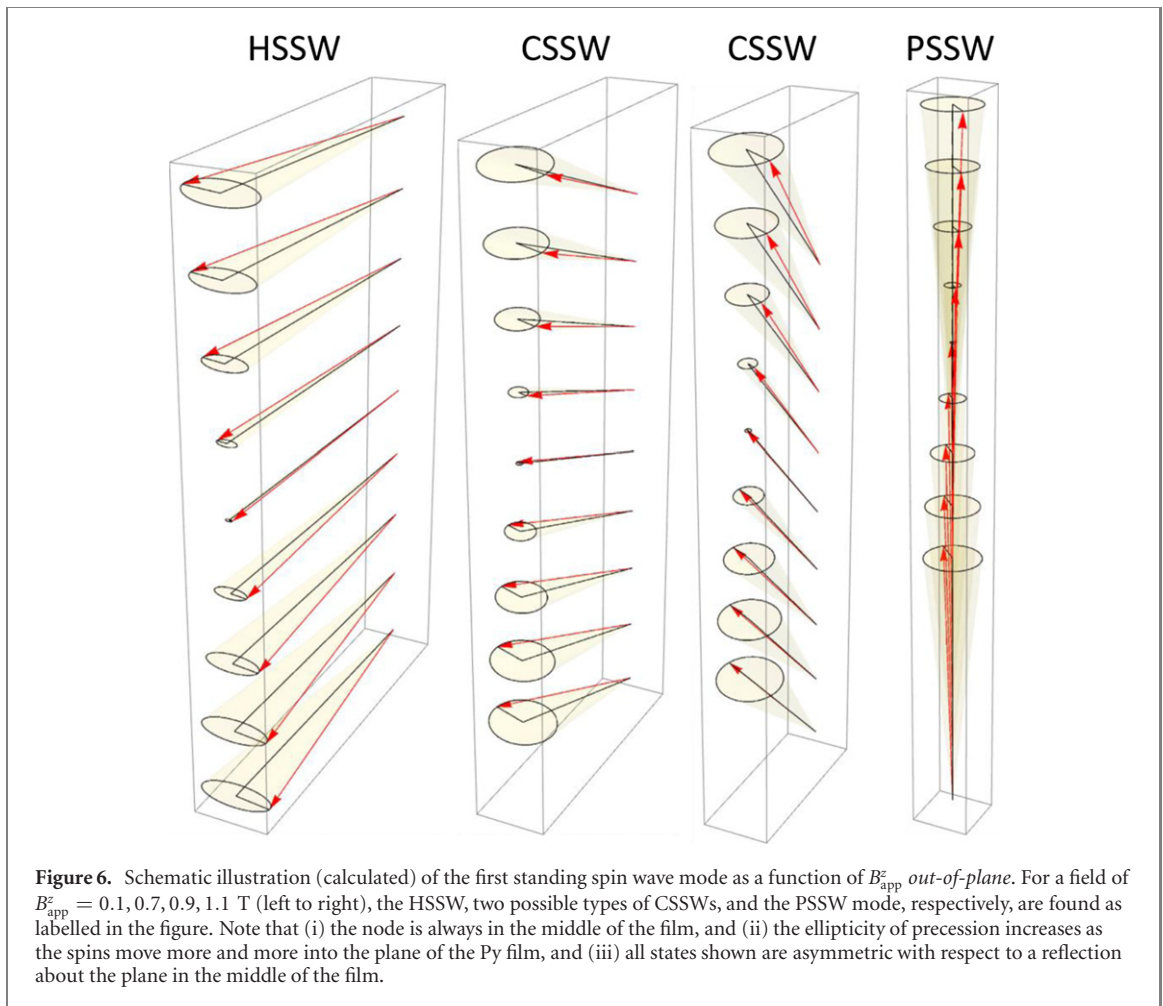 HSSW CSSW CSSW PSSW
Figure 6. Schematic illustration (calculated) of the first standing spin wave mode as a function of B^z_app out-of-plane. For a field of
B^z_app = 0.1, 0.7, 0.9, 1.1 T (left to right), the HSSW, two possible types of CSSWs, and the PSSW mode, respectively, are found as
labelled in the figure. Note that (i) the node is always in the middle of the film, and (ii) the ellipticity of precession increases as
the spins move more and more into the plane of the Py film, and (iii) all states shown are asymmetric with respect to a reflection
about the plane in the middle of the film.